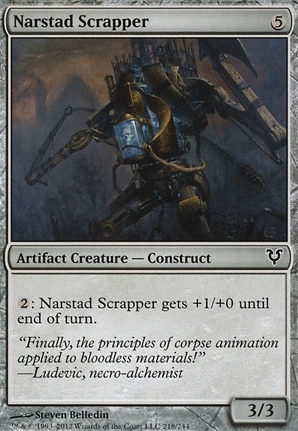 Narstad Scrapper 5
Artifact Creature — Construct
2: Narstad Scrapper gets +1/+0 until
end of turn.
“Finally, the principles of corpse animation
applied to bloodless materials!”
—Ludevic, necro-alchemist
Steven Belledin
™ & © 1993–2012 Wizards of the Coast LLC 218/244
3/3